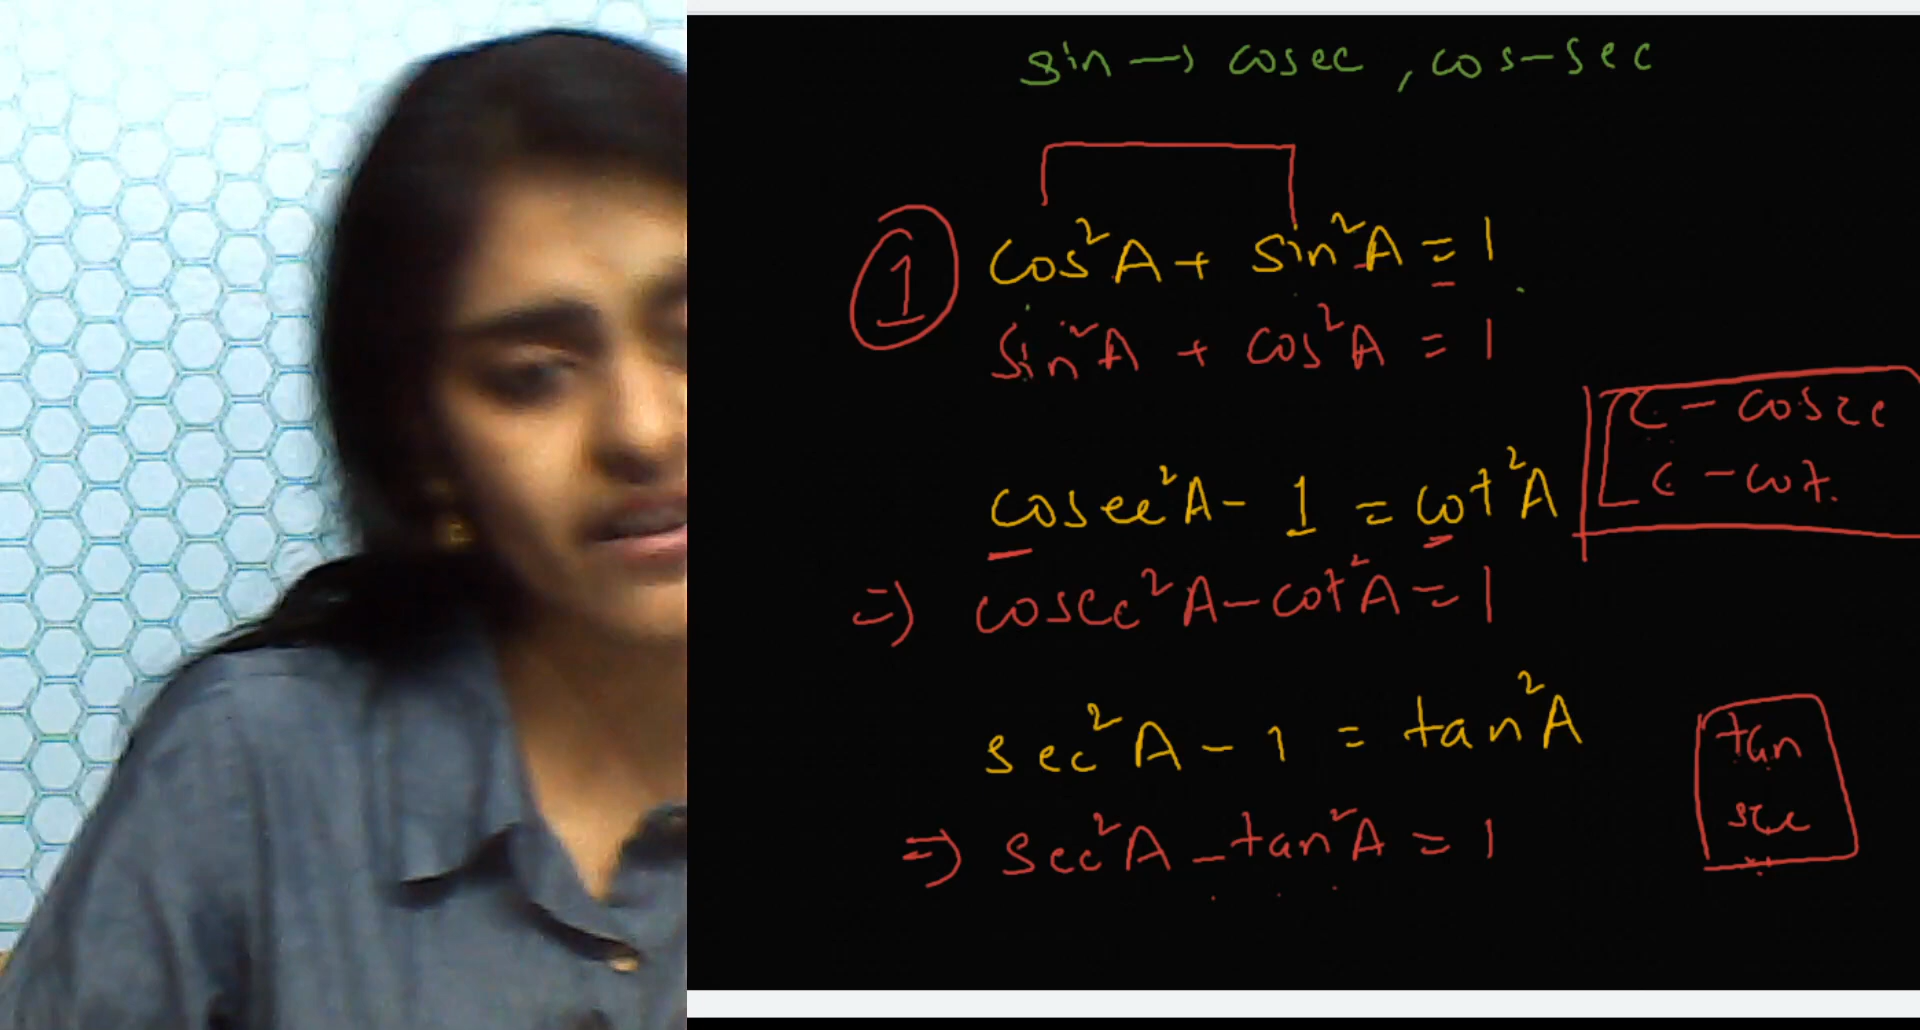 sin → cosec , cos - sec
① cos²A + sin²A = 1
sin²A + cos²A = 1
c - cosec
c - cot.
cosec²A - 1 = cot²A
=) cosec²A - cot²A = 1
sec²A - 1 = tan²A
tan
sec
=) sec²A - tan²A = 1